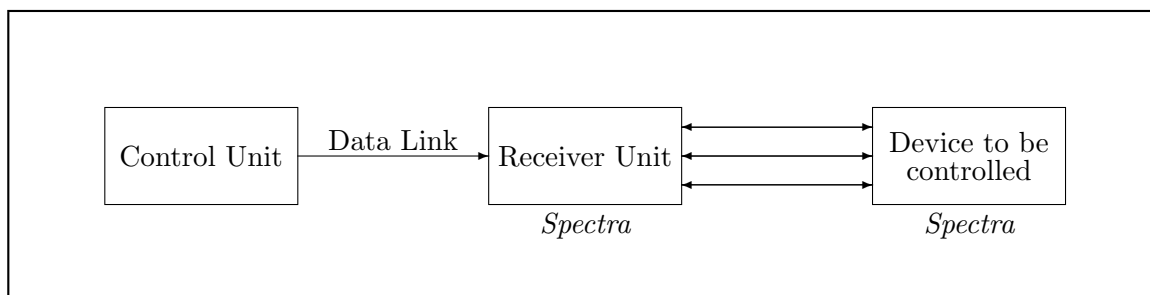 Control Unit
Data Link
Receiver Unit
Device to be
controlled
Spectra
Spectra